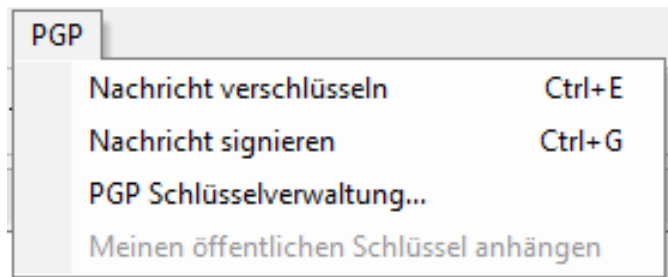 PGP
Nachricht verschlüsseln Ctrl+E
Nachricht signieren Ctrl+G
PGP Schlüsselverwaltung...
Meinen öffentlichen Schlüssel anhängen